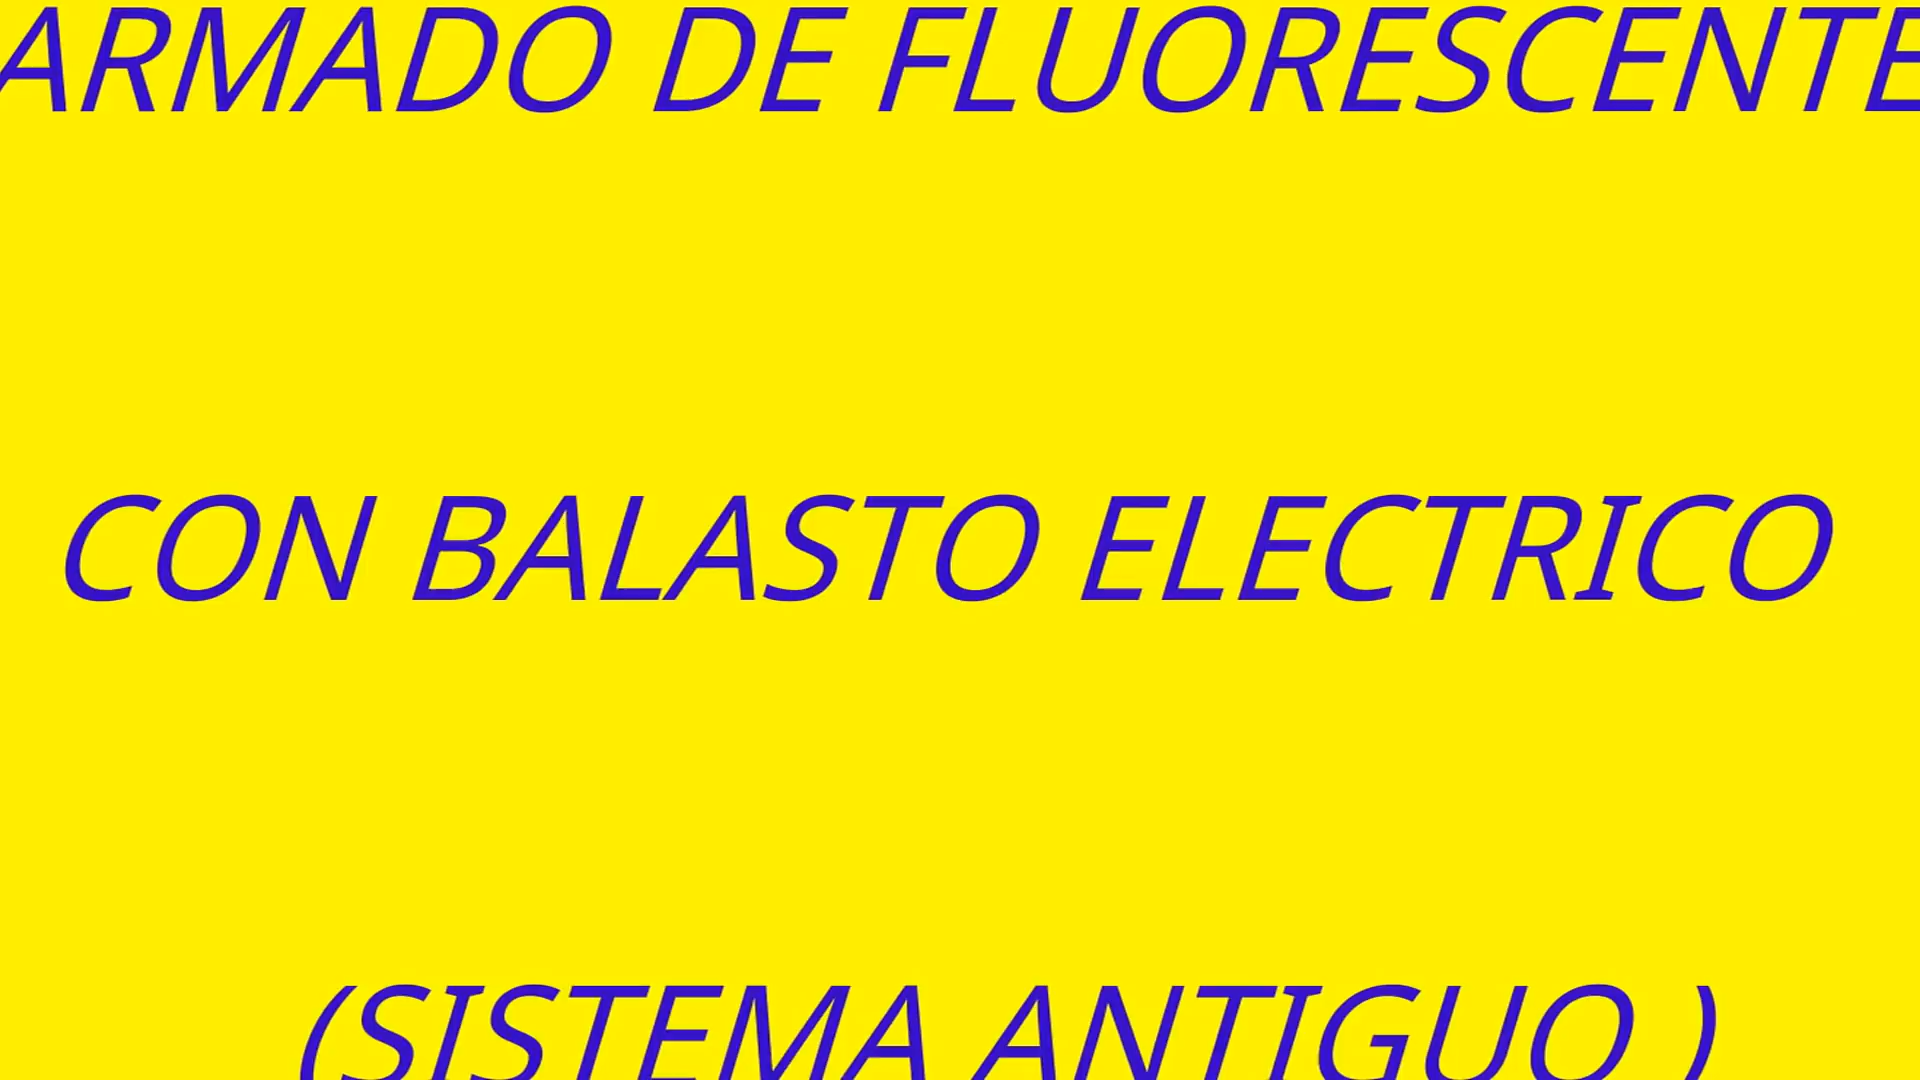 ARMADO DE FLUORESCENTE
CON BALASTO ELECTRICO
(SISTEMA ANTIGUO )